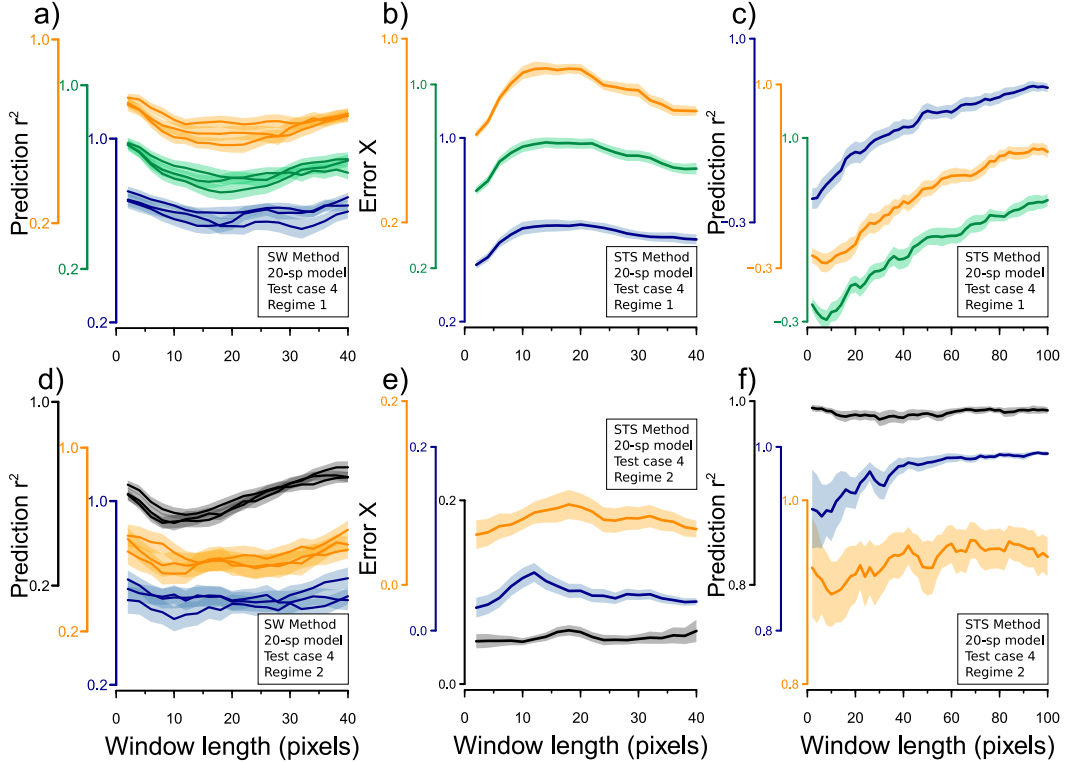 a)
b)
c)
1.0
0.2
1.0
0.2
1.0
0.2
Prediction r²
SW Method
20-sp model
Test case 4
Regime 1
0 10 20 30 40
1.0
0.2
1.0
0.2
1.0
0.2
Error X
STS Method
20-sp model
Test case 4
Regime 1
0 10 20 30 40
1.0
−0.3
1.0
−0.3
1.0
−0.3
Prediction r²
STS Method
20-sp model
Test case 4
Regime 1
0 20 40 60 80 100
d)
e)
f)
1.0
0.2
1.0
0.2
1.0
0.2
Prediction r²
SW Method
20-sp model
Test case 4
Regime 2
0 10 20 30 40
Window length (pixels)
0.2
0.0
0.2
0.0
0.2
0.0
Error X
STS Method
20-sp model
Test case 4
Regime 2
0 10 20 30 40
Window length (pixels)
1.0
0.8
1.0
0.8
1.0
0.8
Prediction r²
STS Method
20-sp model
Test case 4
Regime 2
0 20 40 60 80 100
Window length (pixels)